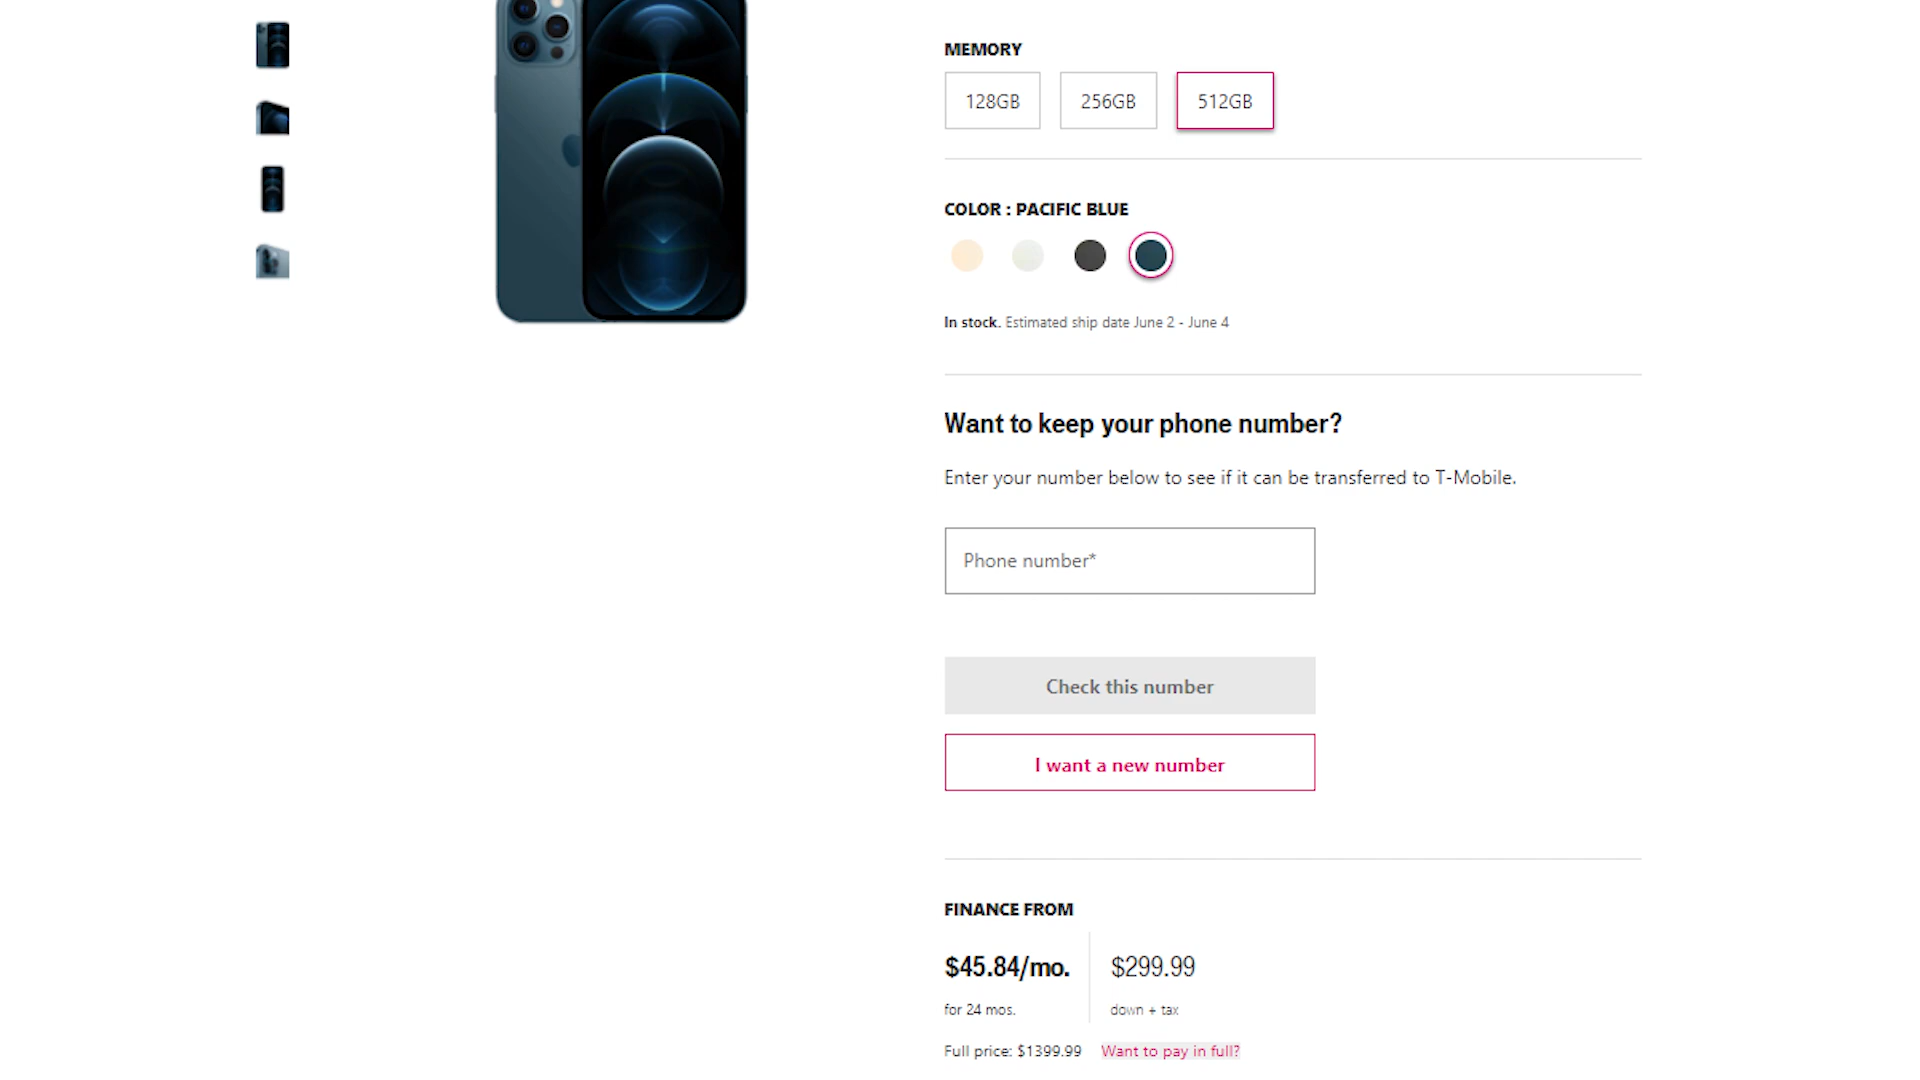 MEMORY
128GB 256GB 512GB
COLOR : PACIFIC BLUE
In stock. Estimated ship date June 2 - June 4
Want to keep your phone number?
Enter your number below to see if it can be transferred to T-Mobile.
Phone number*
Check this number
I want a new number
FINANCE FROM
$45.84/mo. $299.99
for 24 mos. down + tax
Full price: $1399.99 Want to pay in full?